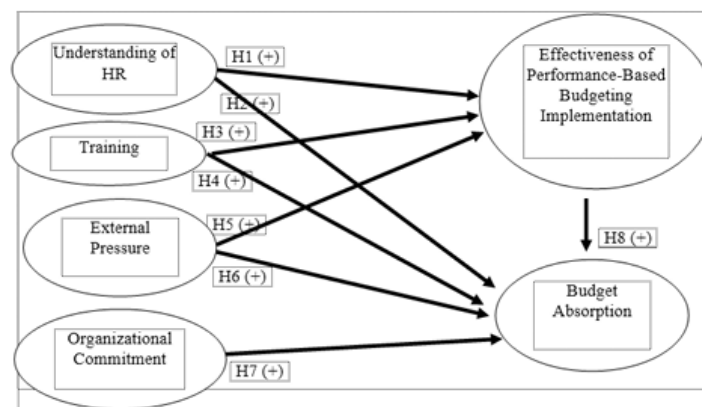 Understanding of
HR
H1 (+)
Effectiveness of
Performance-Based
Budgeting
Implementation
H2 (+)
H3 (+)
Training
H4 (+)
External
Pressure
H5 (+)
H6 (+)
H8 (+)
Budget
Absorption
Organizational
Commitment
H7 (+)